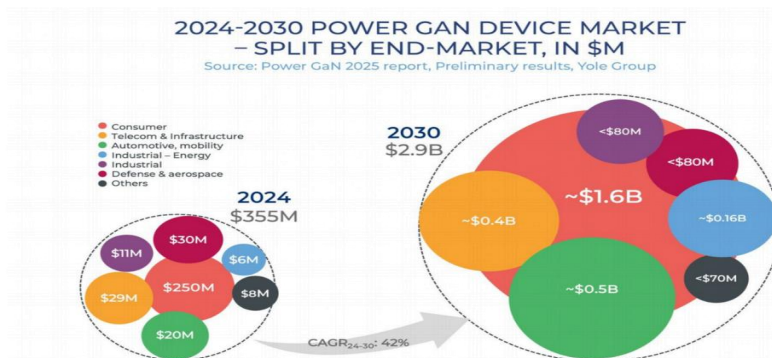 2024-2030 POWER GAN DEVICE MARKET
– SPLIT BY END-MARKET, IN $M
Source: Power GaN 2025 report, Preliminary results, Yole Group
Consumer
Telecom & Infrastructure
Automotive, mobility
Industrial – Energy
Industrial
Defense & aerospace
Others
2024
$355M
$30M
$11M
$6M
$250M
$29M
$8M
$20M
CAGR24-30: 42%
2030
$2.9B
<$80M
<$80M
~$1.6B
~$0.4B
~$0.16B
<$70M
~$0.5B